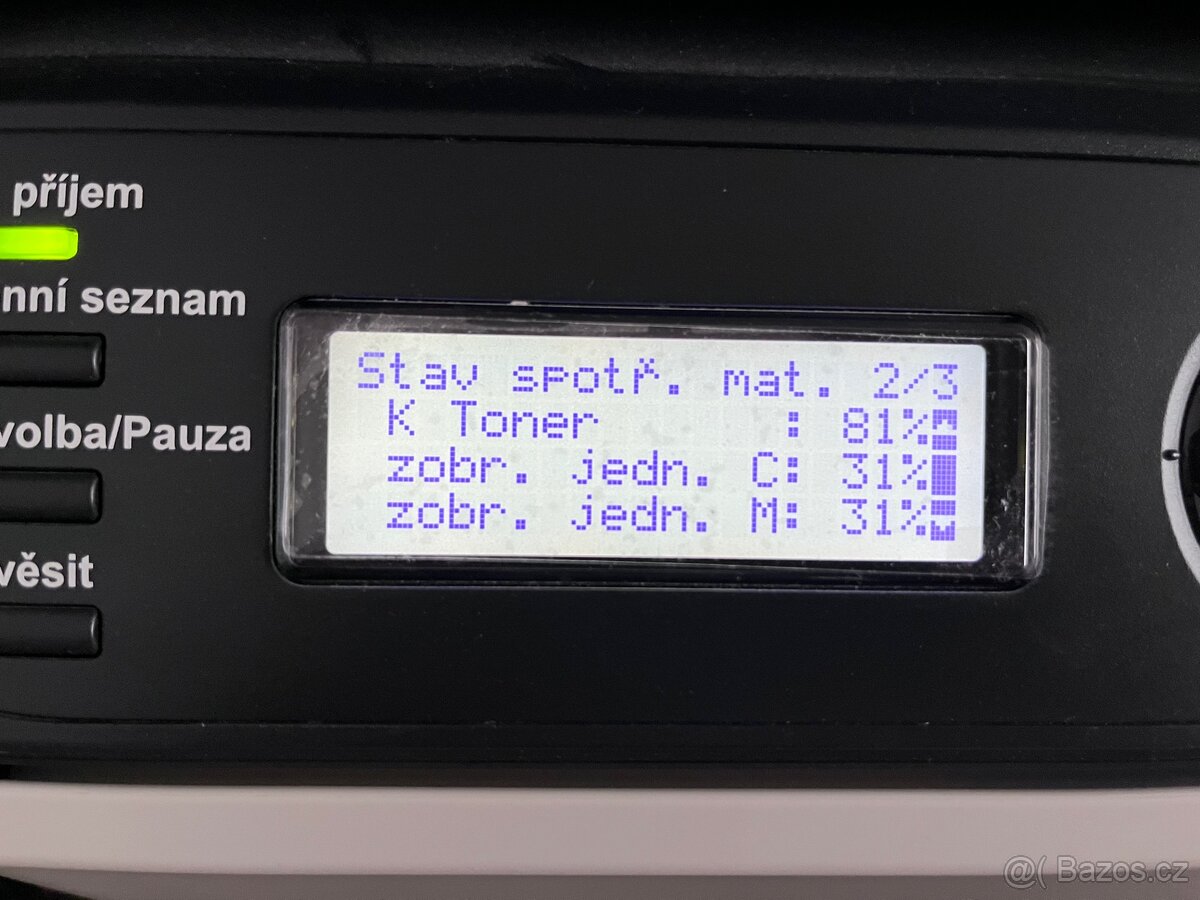 příjem
nní seznam
volba/Pauza
věsit
Stav spotř. mat. 2/3
K Toner : 81%
zobr. jedn. C: 31%
zobr. jedn. M: 31%
@( Bazos.cz